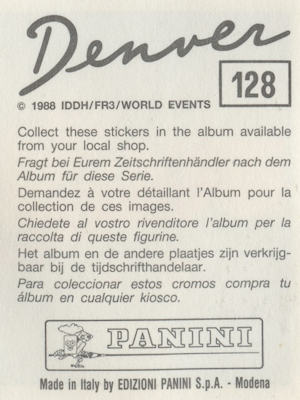 Denver
128
© 1988 IDDH/FR3/WORLD EVENTS
Collect these stickers in the album available
from your local shop.
Fragt bei Eurem Zeitschriftenhändler nach dem
Album für diese Serie.
Demandez à votre détaillant l'Album pour la
collection de ces images.
Chiedete al vostro rivenditore l'album per la
raccolta di queste figurine.
Het album en de andere plaatjes zijn verkrijg-
baar bij de tijdschrifthandelaar.
Para coleccionar estos cromos compra tu
álbum en cualquier kiosco.
PANINI
Made in Italy by EDIZIONI PANINI S.p.A. - Modena